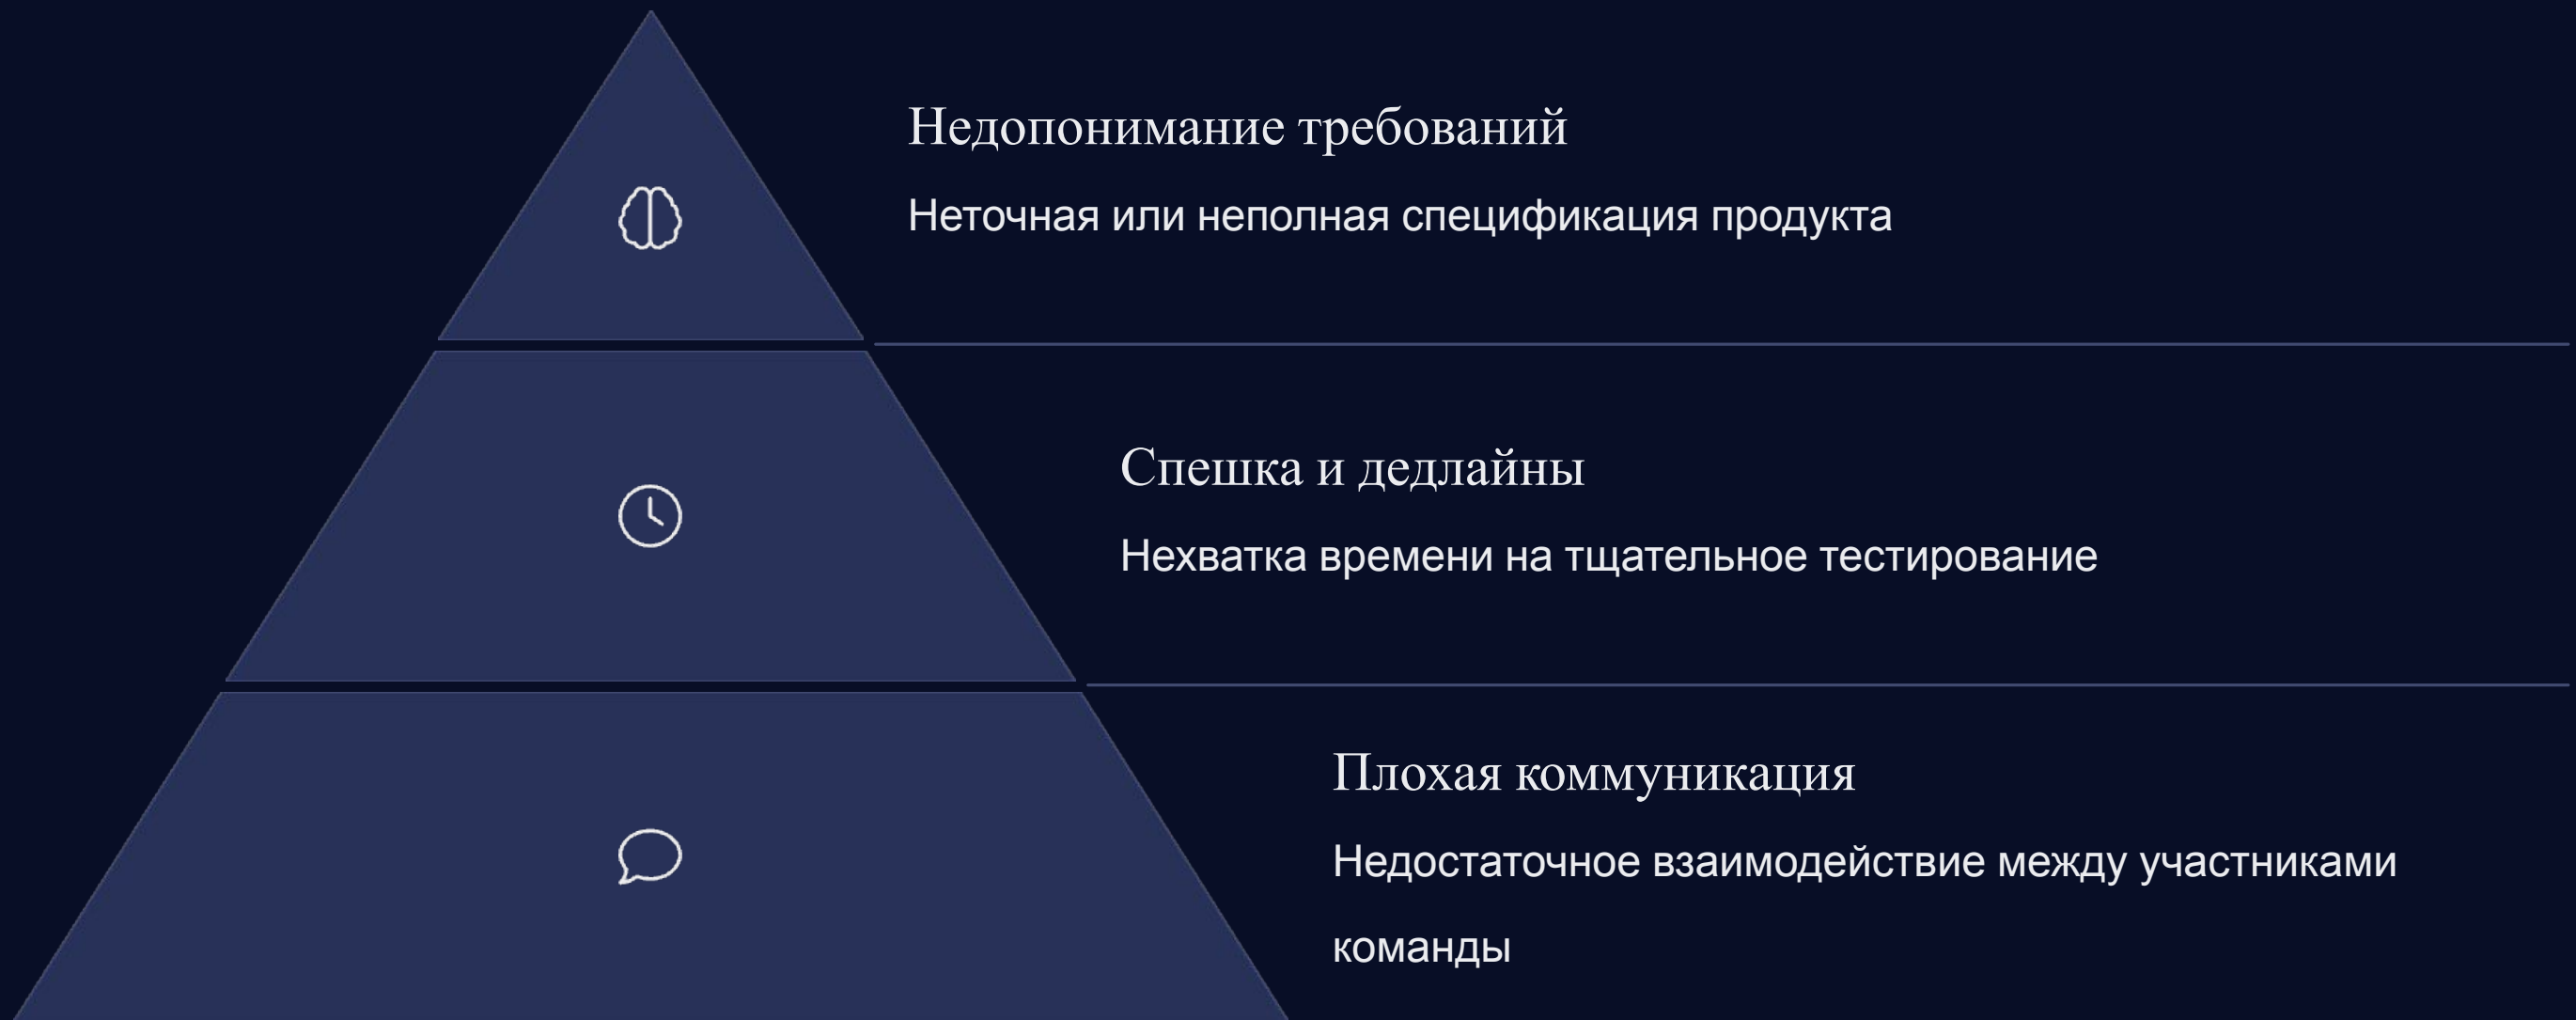 Недопонимание требований
Неточная или неполная спецификация продукта
Спешка и дедлайны
Нехватка времени на тщательное тестирование
Плохая коммуникация
Недостаточное взаимодействие между участниками
команды